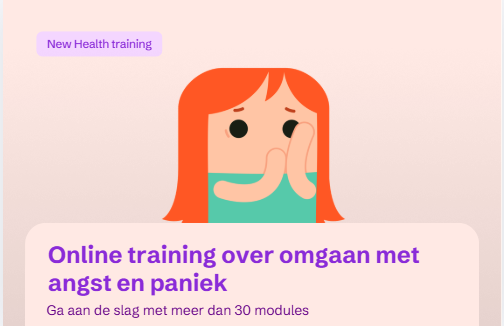 New Health training
Online training over omgaan met
angst en paniek
Ga aan de slag met meer dan 30 modules